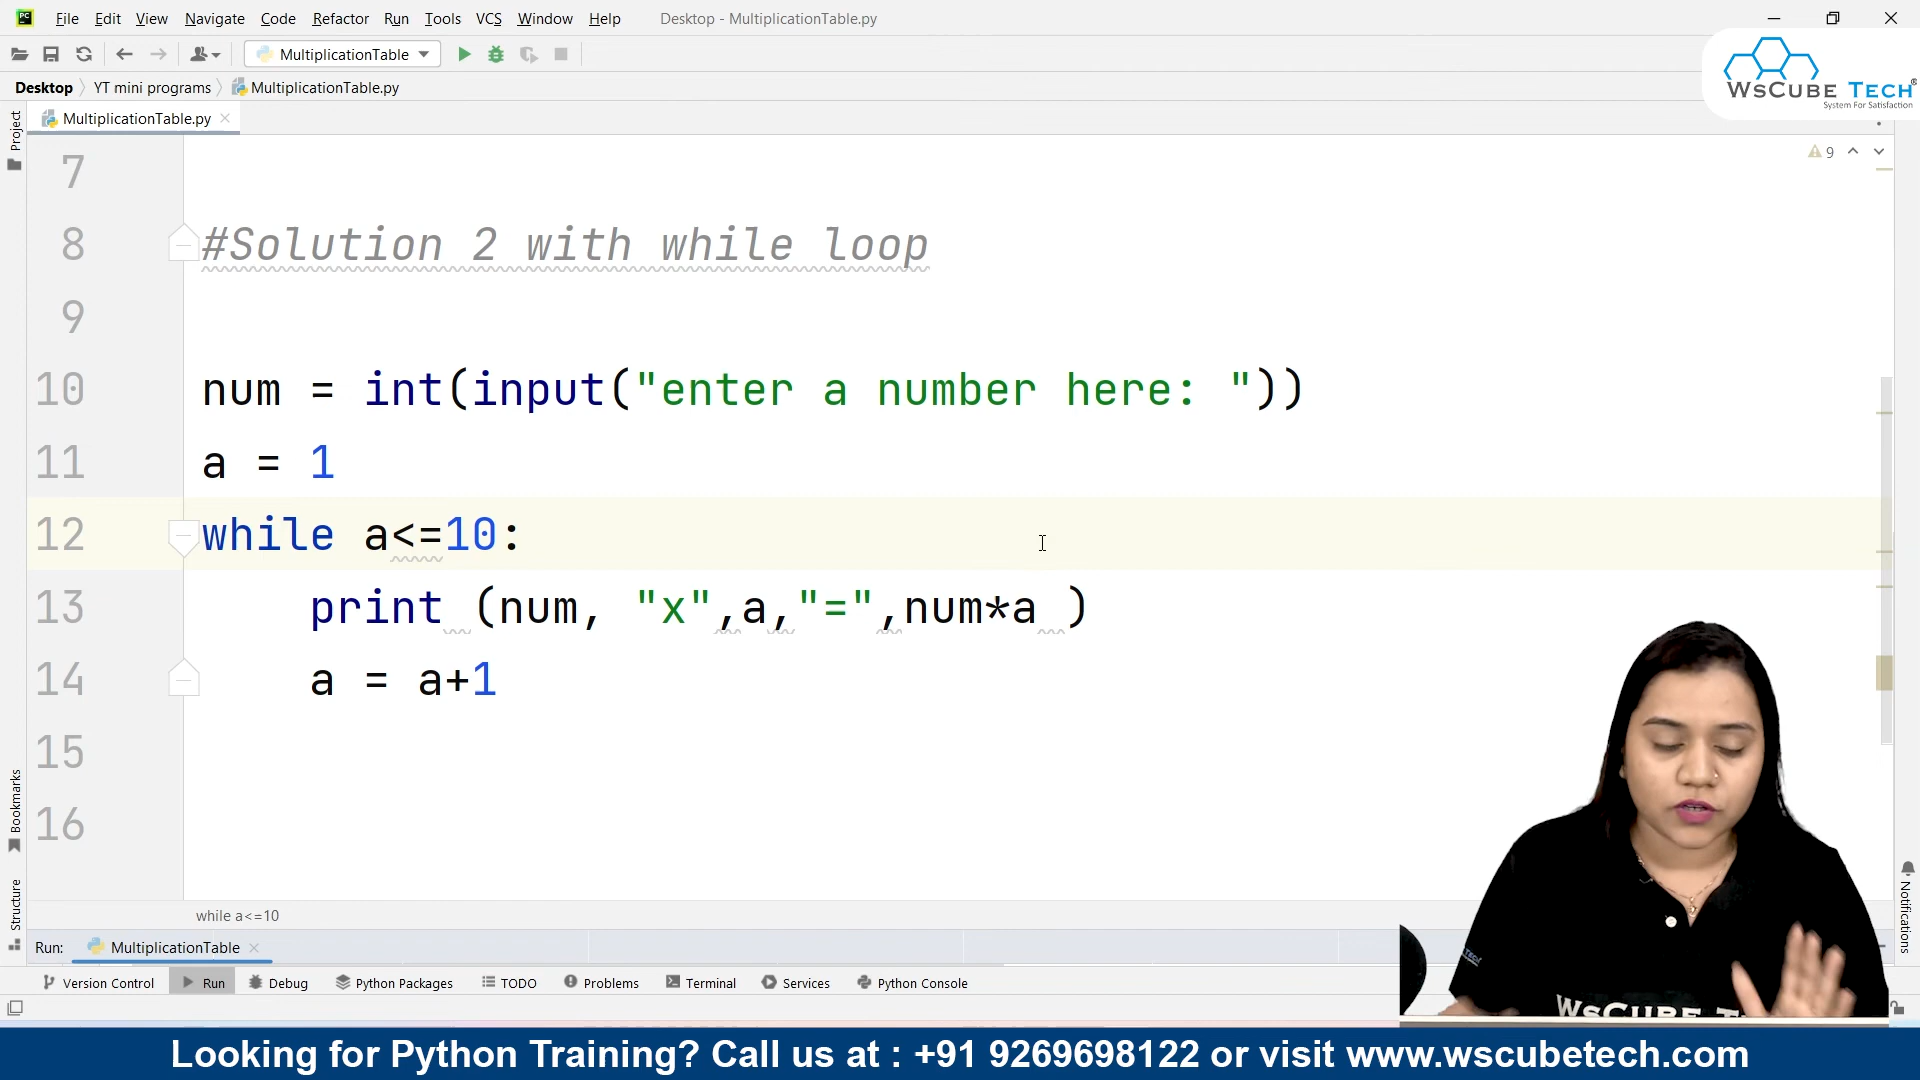 File Edit View Navigate Code Refactor Run Tools VCS Window Help Desktop - MultiplicationTable.py
MultiplicationTable
WsCube Tech®
System For Satisfaction
Desktop YT mini programs MultiplicationTable.py
Project
MultiplicationTable.py
9
7
8 #Solution 2 with while loop
9
10 num = int(input("enter a number here: "))
11 a = 1
12 while a<=10:
13 print (num, "x",a,"=",num*a )
14 a = a+1
15
16
Bookmarks
Structure
Notifications
while a<=10
Run: MultiplicationTable
Version Control Run Debug Python Packages TODO Problems Terminal Services Python Console
WsCube T
Looking for Python Training? Call us at : +91 9269698122 or visit www.wscubetech.com